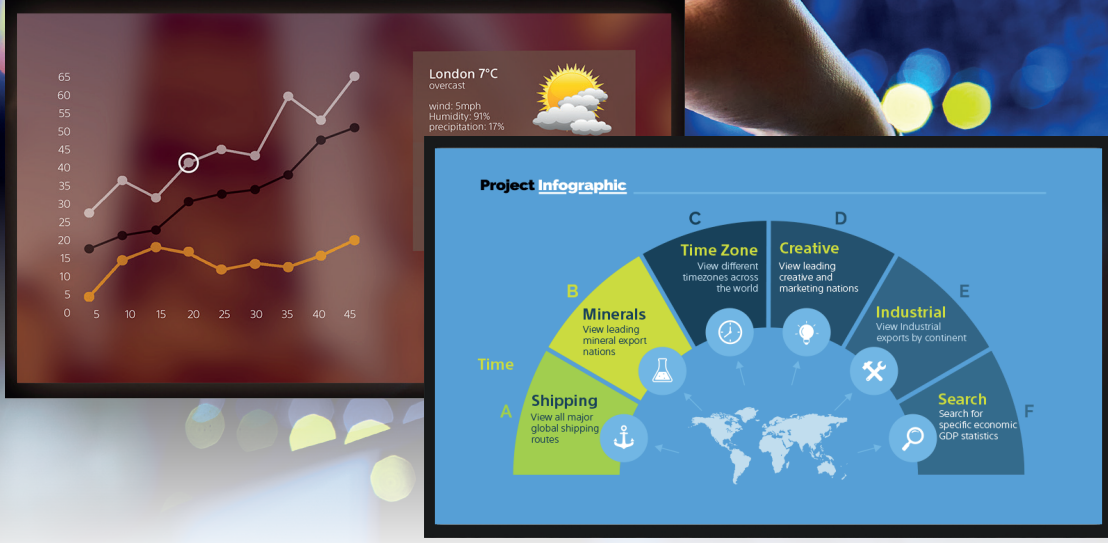 65
60
55
50
45
40
35
30
25
20
15
10
5
0
5 10 15 20 25 30 35 40 45
London 7°C
overcast
wind: 5mph
Humidity: 91%
precipitation: 17%
Project Infographic
Time
A
Shipping
View all major
global shipping
routes
B
Minerals
View leading
mineral export
nations
C
Time Zone
View different
timezones across
the world
D
Creative
View leading
creative and
marketing nations
E
Industrial
View Industrial
exports by continent
F
Search
Search for
specific economic
GDP statistics